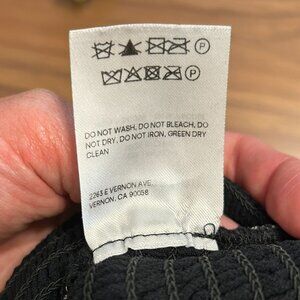 P
P
DO NOT WASH, DO NOT BLEACH, DO
NOT DRY, DO NOT IRON, GREEN DRY
CLEAN
2263 E VERNON AVE,
VERNON, CA 90058